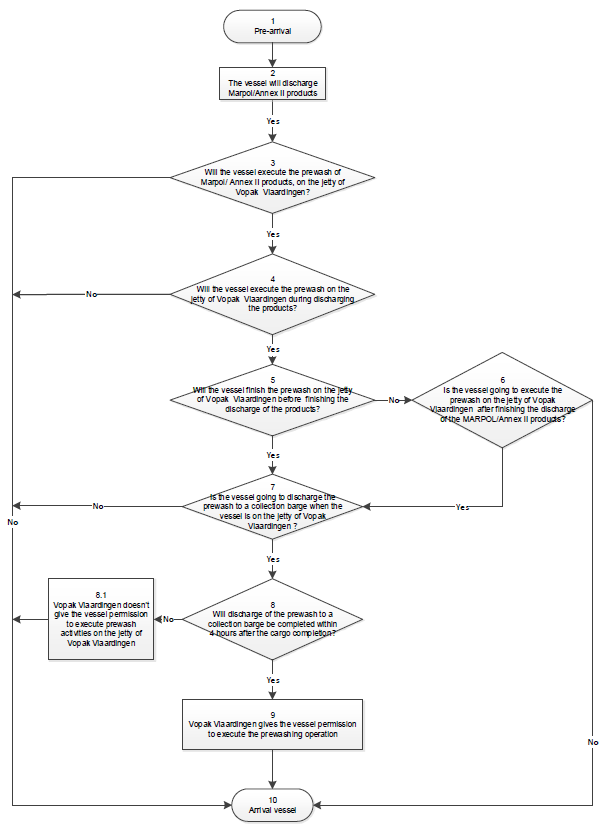 1
Pre-arrival
2
The vessel will discharge
Marpol/Annex II products
Yes
3
Will the vessel execute the prewash of
Marpol/ Annex II products, on the jetty of
Vopak Vlaardingen?
Yes
4
Will the vessel execute the prewash on the
jetty of Vopak Vlaardingen during discharging
the products?
No
Yes
5
Will the vessel finish the prewash on the jetty
of Vopak Vlaardingen before finishing the
discharge of the products?
No
6
Is the vessel going to execute the
prewash on the jetty of Vopak
Vlaardingen after finishing the discharge
of the MARPOL/Annex II products?
Yes
7
Is the vessel going to discharge the
prewash to a collection barge when the
vessel is on the jetty of Vopak
Vlaardingen ?
No
Yes
No
Yes
8.1
Vopak Vlaardingen doesn't
give the vessel permission
to execute prewash
activities on the jetty of
Vopak Vlaardingen
No
8
Will discharge of the prewash to a
collection barge be completed within
4 hours after the cargo completion?
Yes
9
Vopak Vlaardingen gives the vessel permission
to execute the prewashing operation
No
10
Arrival vessel